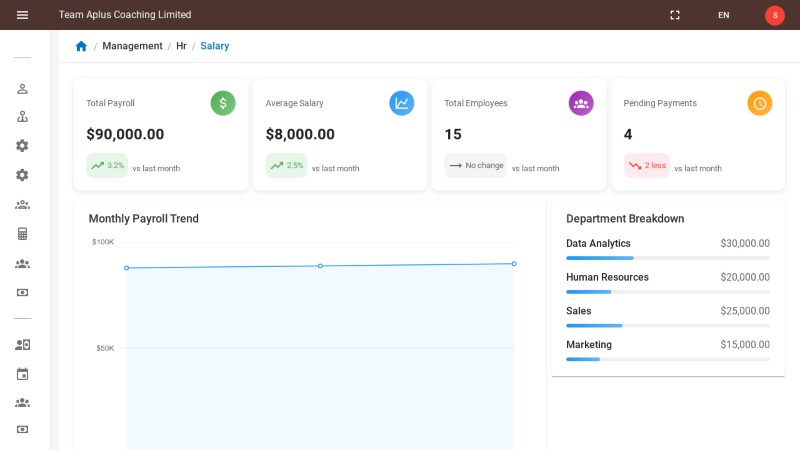 Team Aplus Coaching Limited
EN
S
/ Management / Hr / Salary
Total Payroll
$
$90,000.00
3.2% vs last month
Average Salary
$8,000.00
2.5% vs last month
Total Employees
15
No change vs last month
Pending Payments
4
2 less vs last month
Monthly Payroll Trend
$100K
$50K
Department Breakdown
Data Analytics $30,000.00
Human Resources $20,000.00
Sales $25,000.00
Marketing $15,000.00